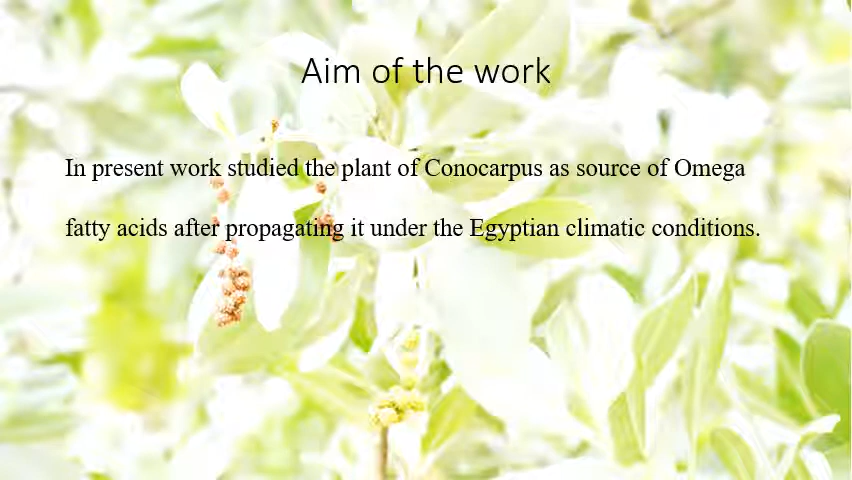 Aim of the work
In present work studied the plant of Conocarpus as source of Omega
fatty acids after propagating it under the Egyptian climatic conditions.